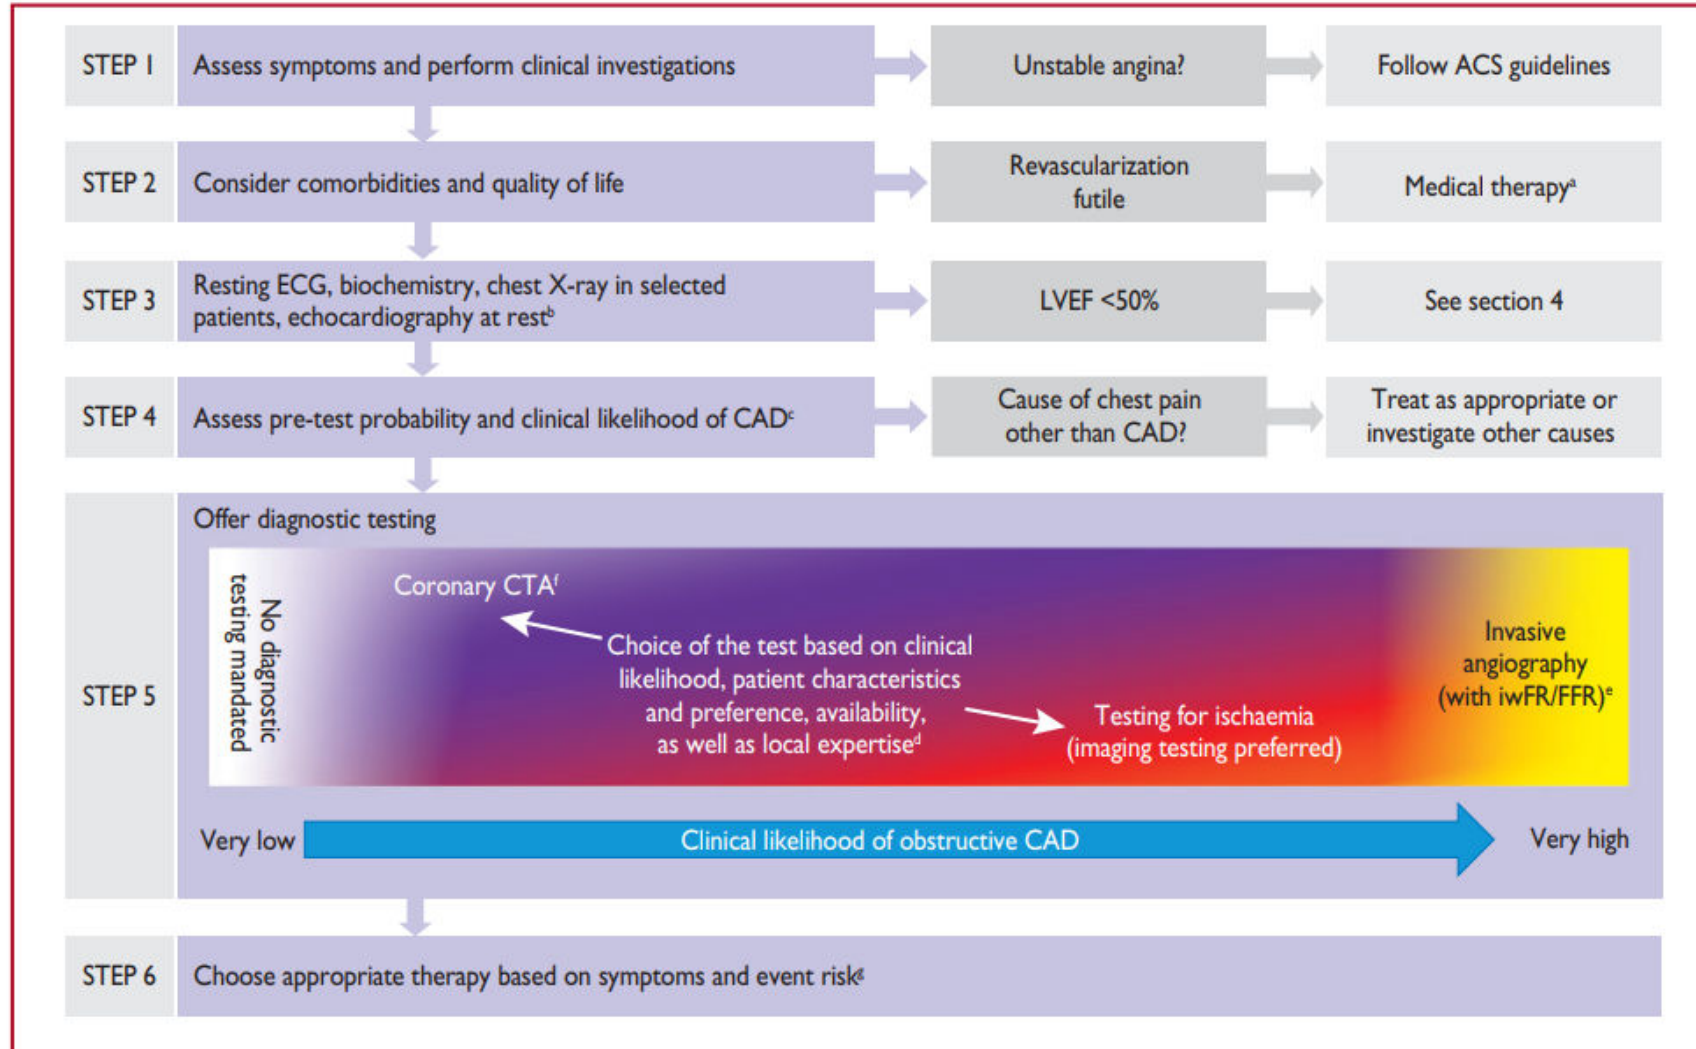 STEP 1
Assess symptoms and perform clinical investigations
Unstable angina?
Follow ACS guidelines
STEP 2
Consider comorbidities and quality of life
Revascularization
futile
Medical therapyᵃ
STEP 3
Resting ECG, biochemistry, chest X-ray in selected
patients, echocardiography at restᵇ
LVEF <50%
See section 4
STEP 4
Assess pre-test probability and clinical likelihood of CADᶜ
Cause of chest pain
other than CAD?
Treat as appropriate or
investigate other causes
STEP 5
Offer diagnostic testing
No diagnostic
testing mandated
Coronary CTAᶠ
Choice of the test based on clinical
likelihood, patient characteristics
and preference, availability,
as well as local expertiseᵈ
Testing for ischaemia
(imaging testing preferred)
Invasive
angiography
(with iwFR/FFR)ᵉ
Very low
Clinical likelihood of obstructive CAD
Very high
STEP 6
Choose appropriate therapy based on symptoms and event riskᵍ